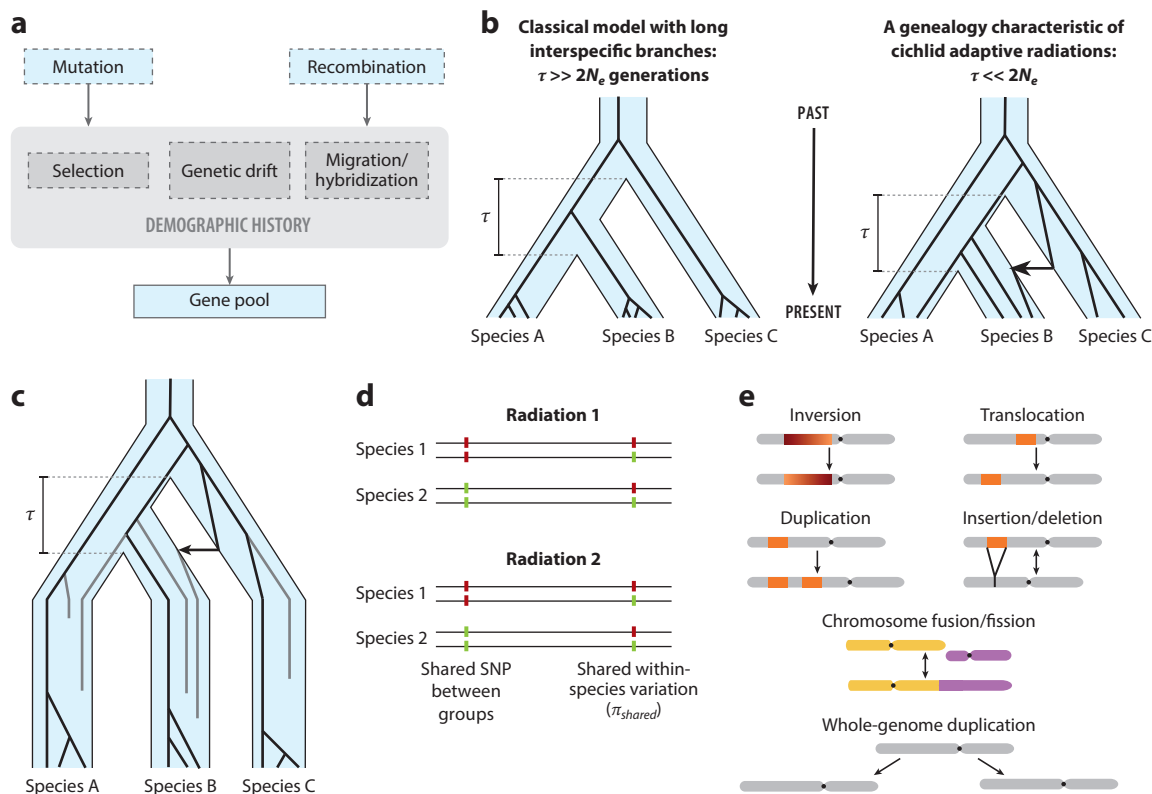 a
Mutation
Recombination
Selection
Genetic drift
Migration/
hybridization
DEMOGRAPHIC HISTORY
Gene pool
b
Classical model with long
interspecific branches:
τ >> 2Ne generations
A genealogy characteristic of
cichlid adaptive radiations:
τ << 2Ne
τ
PAST
PRESENT
τ
Species A
Species B
Species C
Species A
Species B
Species C
c
τ
Species A
Species B
Species C
d
Radiation 1
Species 1
Species 2
Radiation 2
Species 1
Species 2
Shared SNP
between
groups
Shared within-
species variation
(πshared)
e
Inversion
Translocation
Duplication
Insertion/deletion
Chromosome fusion/fission
Whole-genome duplication